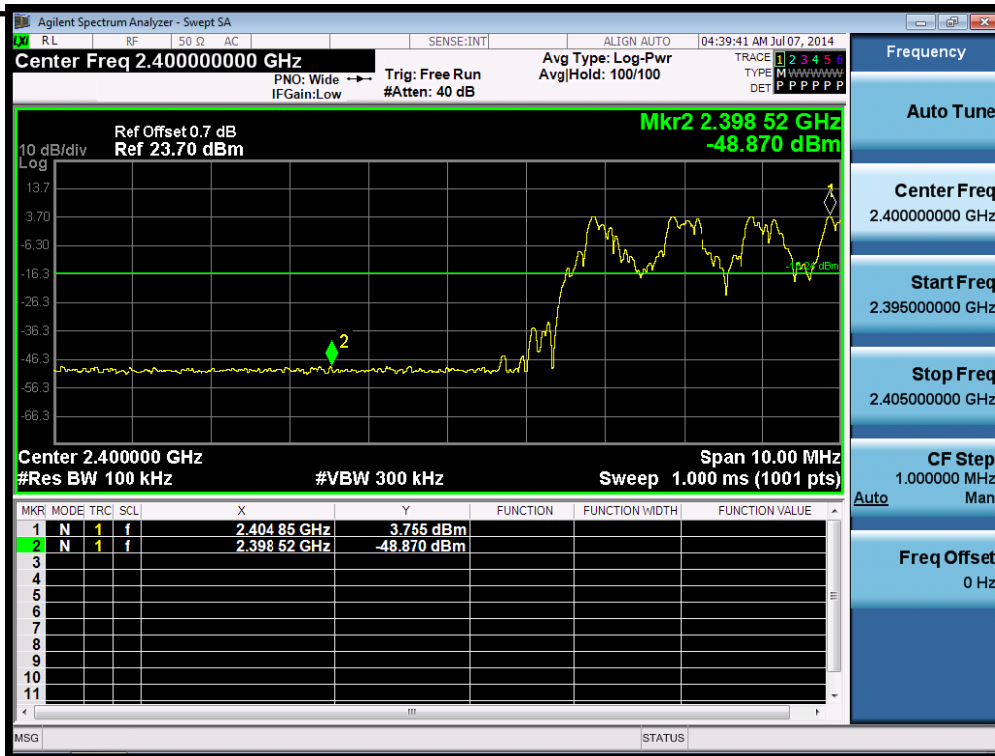 Agilent Spectrum Analyzer - Swept SA
LXI RL RF 50 Ω AC SENSE:INT ALIGN AUTO 04:39:41 AM Jul 07, 2014
Center Freq 2.400000000 GHz
PNO: Wide Trig: Free Run
IFGain:Low #Atten: 40 dB
Avg Type: Log-Pwr
Avg|Hold: 100/100
TRACE 1 2 3 4 5 6
TYPE M WWWWW
DET P P P P P P
Ref Offset 0.7 dB
10 dB/div Ref 23.70 dBm
Log
Mkr2 2.398 52 GHz
-48.870 dBm
13.7
3.70
-6.30
-16.3
-26.3
-36.3
-46.3
-56.3
-66.3
1
dBm
2
Center 2.400000 GHz Span 10.00 MHz
#Res BW 100 kHz #VBW 300 kHz Sweep 1.000 ms (1001 pts)
MKR MODE TRC SCL X Y FUNCTION FUNCTION WIDTH FUNCTION VALUE
1 N 1 f 2.404 85 GHz 3.755 dBm
2 N 1 f 2.398 52 GHz -48.870 dBm
3
4
5
6
7
8
9
10
11
MSG STATUS
Frequency
Auto Tune
Center Freq
2.400000000 GHz
Start Freq
2.395000000 GHz
Stop Freq
2.405000000 GHz
CF Step
1.000000 MHz
Auto Man
Freq Offset
0 Hz